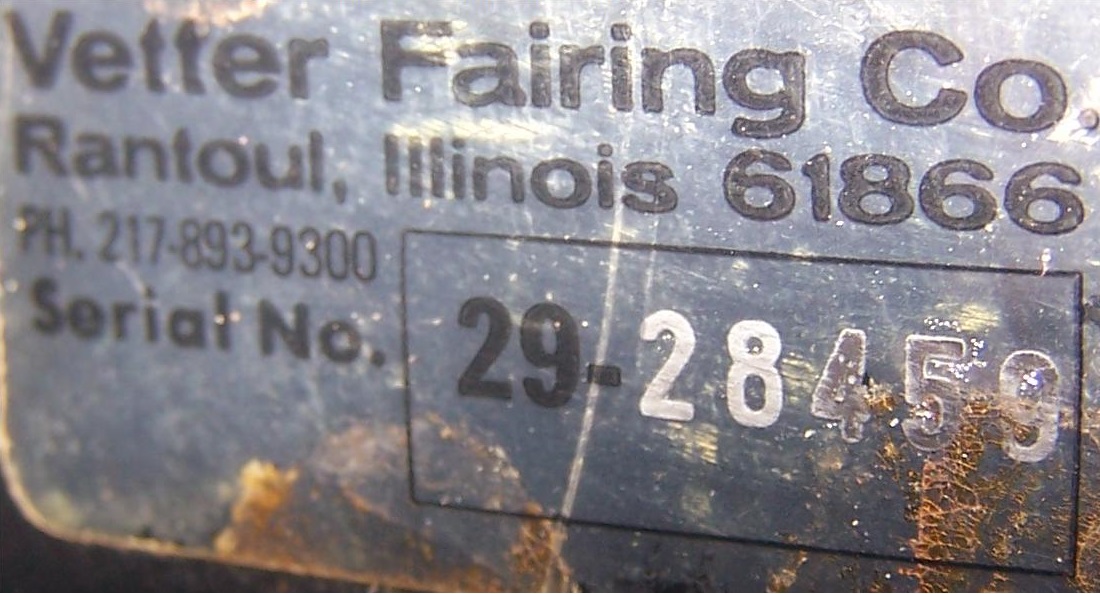 Vetter Fairing Co.
Rantoul, Illinois 61866
PH. 217-893-9300
Serial No. 29-28459